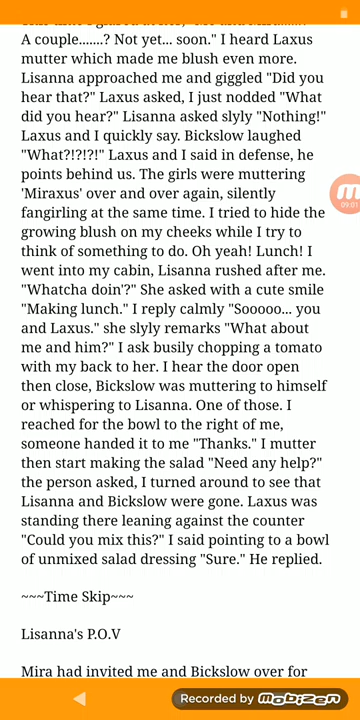 A couple.......? Not yet... soon." I heard Laxus
mutter which made me blush even more.
Lisanna approached me and giggled "Did you
hear that?" Laxus asked, I just nodded "What
did you hear?" Lisanna asked slyly "Nothing!"
Laxus and I quickly say. Bickslow laughed
"What?!?!?!" Laxus and I said in defense, he
points behind us. The girls were muttering
'Miraxus' over and over again, silently
fangirling at the same time. I tried to hide the
growing blush on my cheeks while I try to
think of something to do. Oh yeah! Lunch! I
went into my cabin, Lisanna rushed after me.
"Whatcha doin'?" She asked with a cute smile
"Making lunch." I reply calmly "Sooooo... you
and Laxus." she slyly remarks "What about
me and him?" I ask busily chopping a tomato
with my back to her. I hear the door open
then close, Bickslow was muttering to himself
or whispering to Lisanna. One of those. I
reached for the bowl to the right of me,
someone handed it to me "Thanks." I mutter
then start making the salad "Need any help?"
the person asked, I turned around to see that
Lisanna and Bickslow were gone. Laxus was
standing there leaning against the counter
"Could you mix this?" I said pointing to a bowl
of unmixed salad dressing "Sure." He replied.
~~~Time Skip~~~
Lisanna's P.O.V
Mira had invited me and Bickslow over for
09:01
Recorded by mobizen